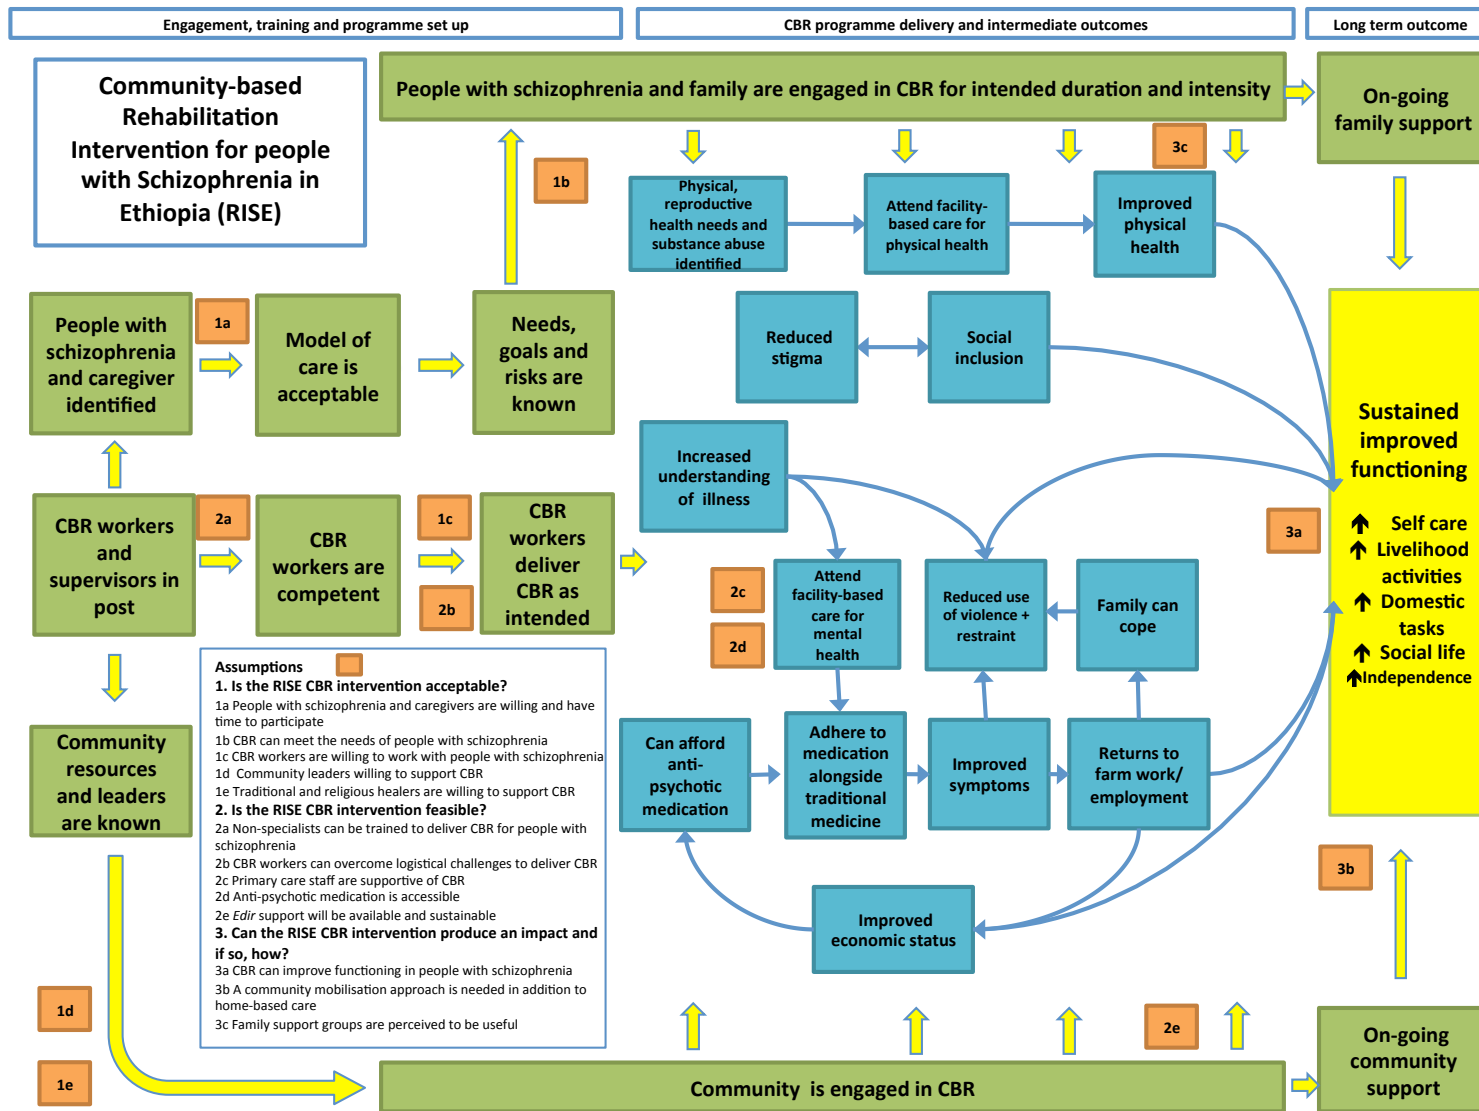 Engagement, training and programme set up
CBR programme delivery and intermediate outcomes
Long term outcome
Community-based
Rehabilitation
Intervention for people
with Schizophrenia in
Ethiopia (RISE)
People with schizophrenia and family are engaged in CBR for intended duration and intensity
On-going
family support
1b
3c
Physical,
reproductive
health needs and
substance abuse
identified
Attend facility-
based care for
physical health
Improved
physical
health
People with
schizophrenia
and caregiver
identified
1a
Model of
care is
acceptable
Needs,
goals and
risks are
known
Reduced
stigma
Social
inclusion
Increased
understanding
of illness
CBR workers
and
supervisors in
post
2a
CBR
workers are
competent
1c
2b
CBR
workers
deliver
CBR as
intended
2c
2d
Attend
facility-based
care for
mental
health
Reduced use
of violence +
restraint
Family can
cope
3a
Sustained
improved
functioning
Self care
Livelihood
activities
Domestic
tasks
Social life
Independence
Community
resources
and leaders
are known
Assumptions
1. Is the RISE CBR intervention acceptable?
1a People with schizophrenia and caregivers are willing and have
time to participate
1b CBR can meet the needs of people with schizophrenia
1c CBR workers are willing to work with people with schizophrenia
1d Community leaders willing to support CBR
1e Traditional and religious healers are willing to support CBR
2. Is the RISE CBR intervention feasible?
2a Non-specialists can be trained to deliver CBR for people with
schizophrenia
2b CBR workers can overcome logistical challenges to deliver CBR
2c Primary care staff are supportive of CBR
2d Anti-psychotic medication is accessible
2e Edir support will be available and sustainable
3. Can the RISE CBR intervention produce an impact and
if so, how?
3a CBR can improve functioning in people with schizophrenia
3b A community mobilisation approach is needed in addition to
home-based care
3c Family support groups are perceived to be useful
Can afford
anti-
psychotic
medication
Adhere to
medication
alongside
traditional
medicine
Improved
symptoms
Returns to
farm work/
employment
3b
Improved
economic status
1d
1e
2e
Community is engaged in CBR
On-going
community
support